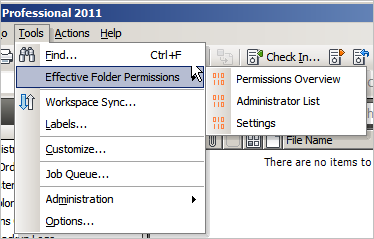 Professional 2011
Tools Actions Help
Find... Ctrl+F
Check In...
Effective Folder Permissions
Permissions Overview
Administrator List
Settings
Workspace Sync...
Labels...
Customize...
Job Queue...
Administration
Options...
File Name
There are no items to